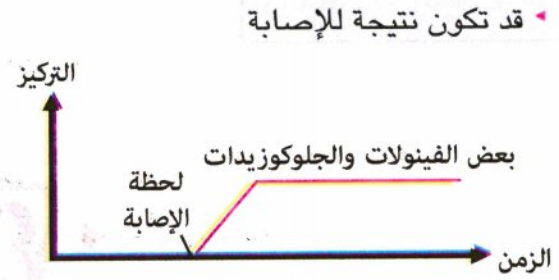 قد تكون نتيجة للإصابة
التركيز
بعض الفينولات والجلوكوزيدات
لحظة
الإصابة
الزمن